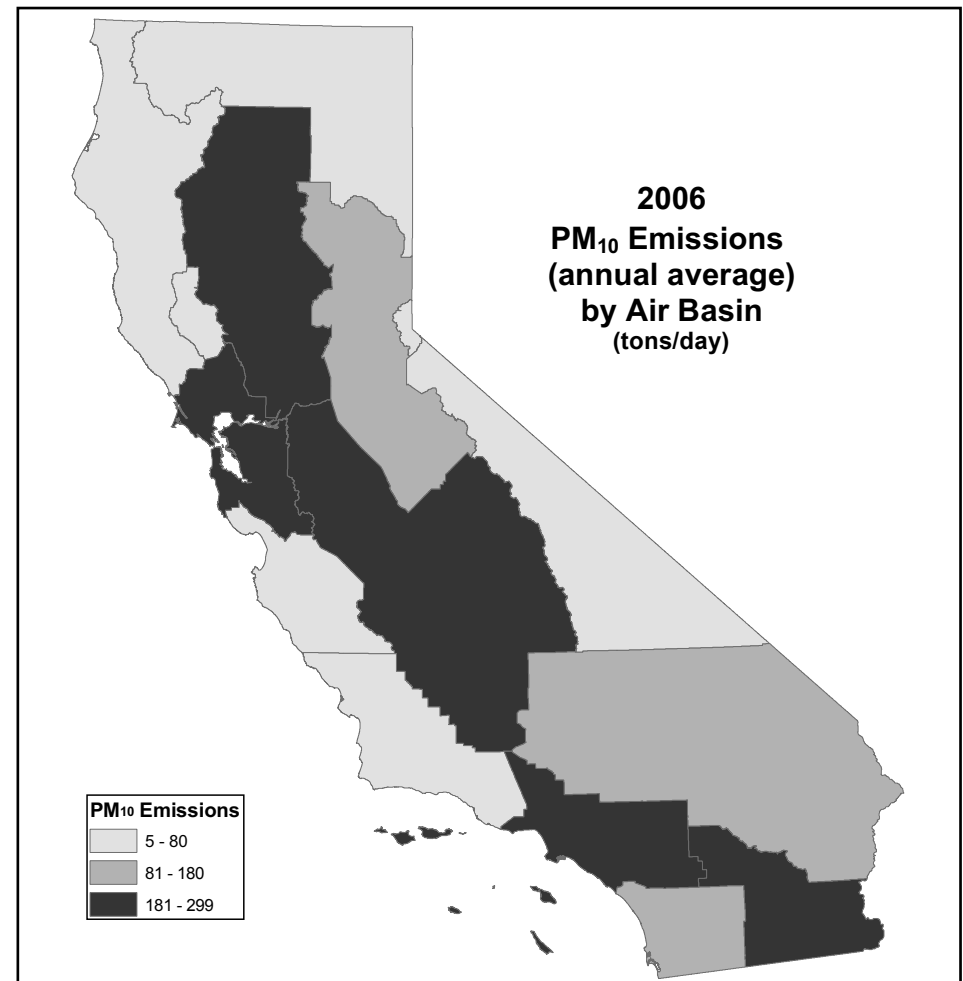 2006
PM₁₀ Emissions
(annual average)
by Air Basin
(tons/day)
PM₁₀ Emissions
5 - 80
81 - 180
181 - 299